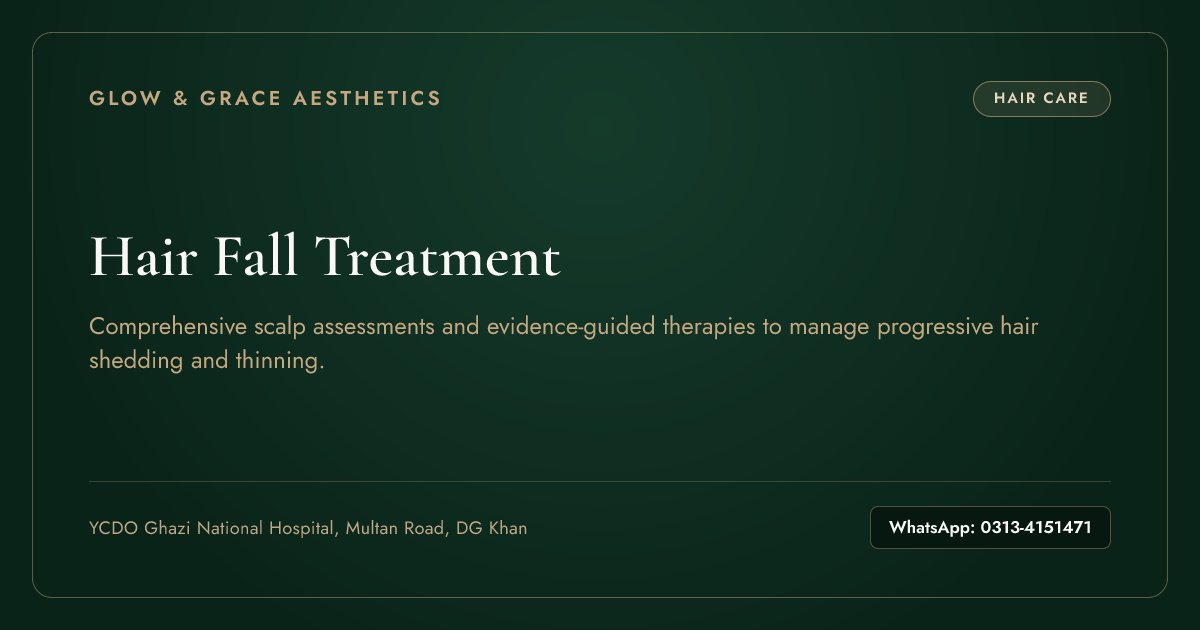 GLOW & GRACE AESTHETICS
HAIR CARE
Hair Fall Treatment
Comprehensive scalp assessments and evidence-guided therapies to manage progressive hair
shedding and thinning.
YCDO Ghazi National Hospital, Multan Road, DG Khan
WhatsApp: 0313-4151471